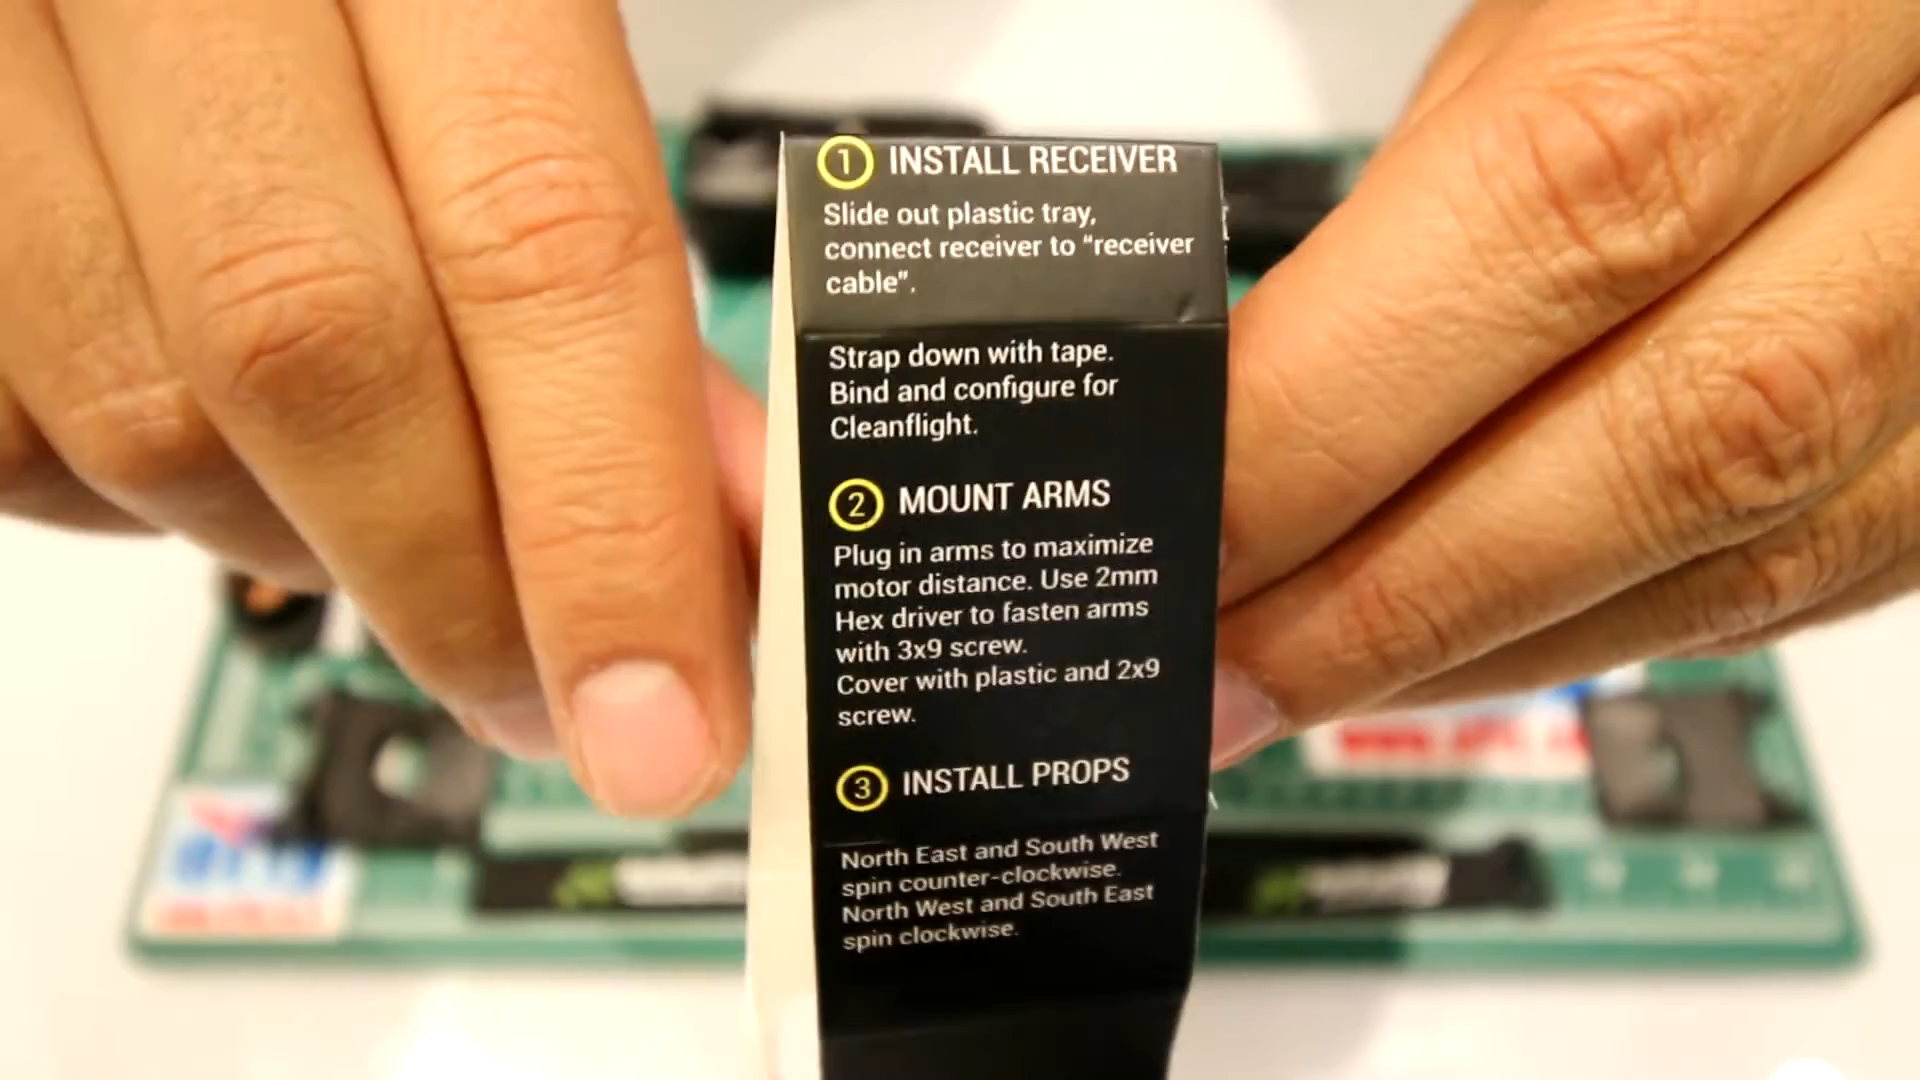 1 INSTALL RECEIVER
Slide out plastic tray,
connect receiver to “receiver
cable”.
Strap down with tape.
Bind and configure for
Cleanflight.
2 MOUNT ARMS
Plug in arms to maximize
motor distance. Use 2mm
Hex driver to fasten arms
with 3x9 screw.
Cover with plastic and 2x9
screw.
3 INSTALL PROPS
North East and South West
spin counter-clockwise.
North West and South East
spin clockwise.